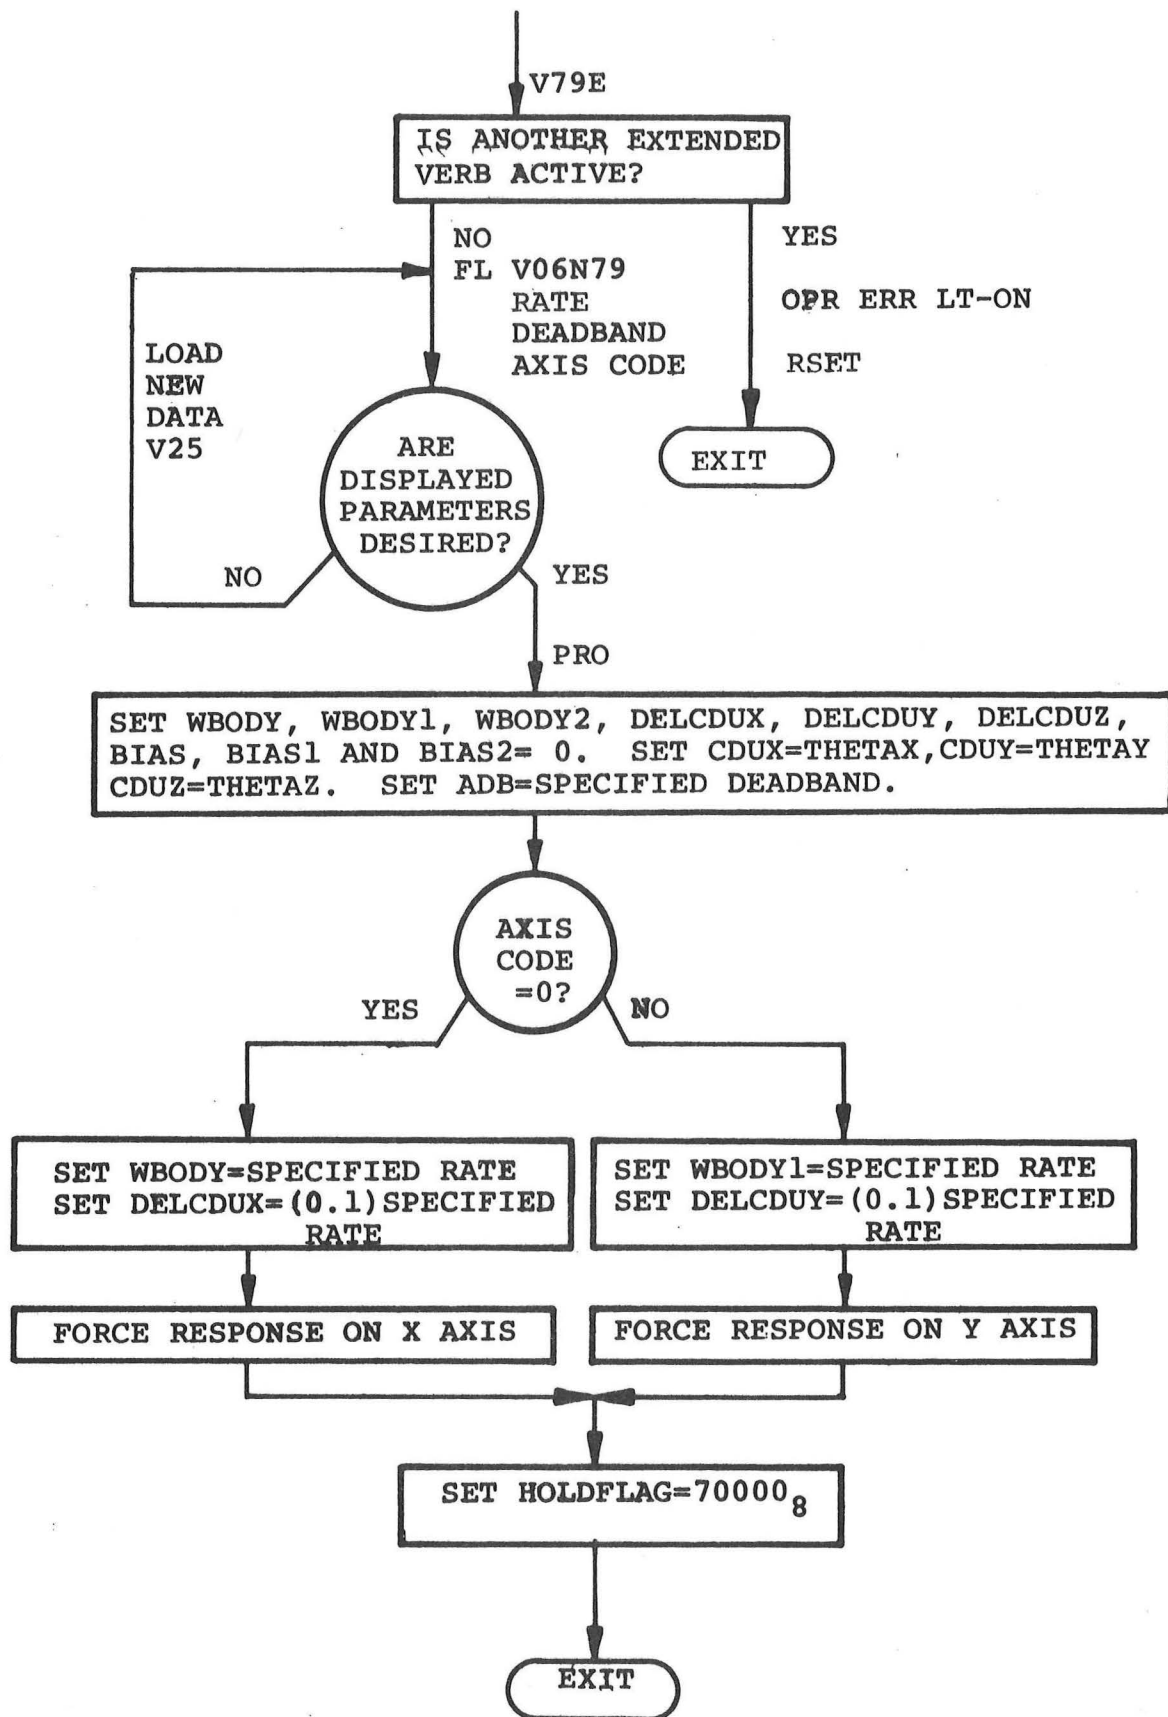 V79E
IS ANOTHER EXTENDED
VERB ACTIVE?
NO
FL V06N79
RATE
DEADBAND
AXIS CODE
YES
OPR ERR LT-ON
RSET
EXIT
LOAD
NEW
DATA
V25
ARE
DISPLAYED
PARAMETERS
DESIRED?
NO
YES
PRO
SET WBODY, WBODY1, WBODY2, DELCDUX, DELCDUY, DELCDUZ,
BIAS, BIAS1 AND BIAS2= 0. SET CDUX=THETAX,CDUY=THETAY
CDUZ=THETAZ. SET ADB=SPECIFIED DEADBAND.
AXIS
CODE
=0?
YES
NO
SET WBODY=SPECIFIED RATE
SET DELCDUX=(0.1)SPECIFIED
RATE
SET WBODY1=SPECIFIED RATE
SET DELCDUY=(0.1)SPECIFIED
RATE
FORCE RESPONSE ON X AXIS
FORCE RESPONSE ON Y AXIS
SET HOLDFLAG=70000₈
EXIT